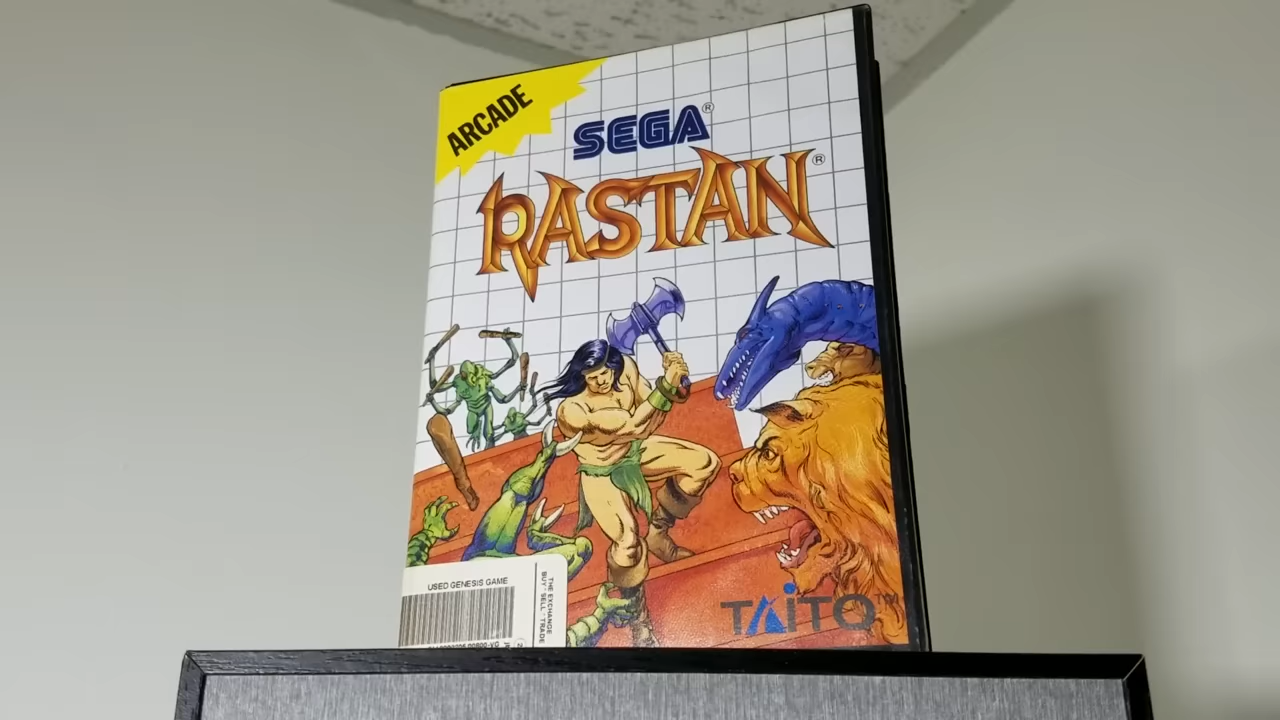 ARCADE
SEGA®
RASTAN®
TAITO™
USED GENESIS GAME
THE EXCHANGE
BUY · SELL · TRADE